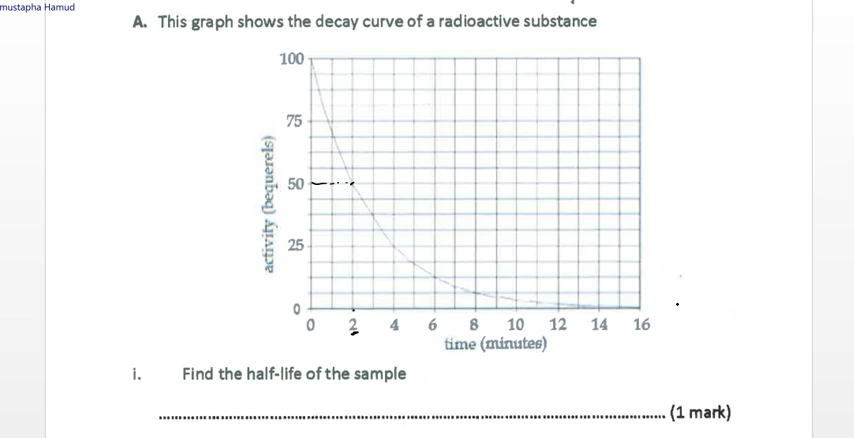 mustapha Hamud
A. This graph shows the decay curve of a radioactive substance
100
75
50
25
0
activity (bequerels)
0 2 4 6 8 10 12 14 16
time (minutes)
i. Find the half-life of the sample
(1 mark)